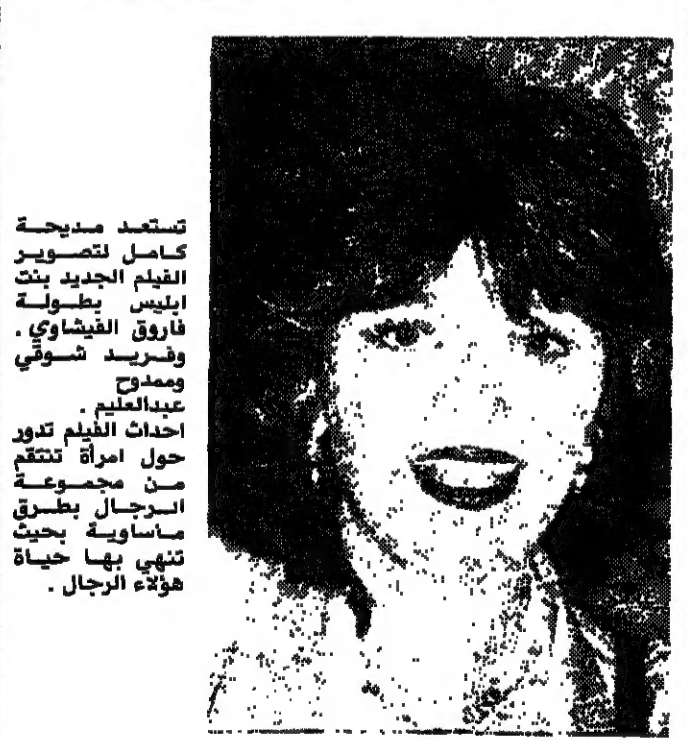 تستعد مديحة
كامل لتصوير
الفيلم الجديد بنت
ابليس بطولة
فاروق الفيشاوي .
وفريد شوقي
وممدوح
عبدالعليم .
احداث الفيلم تدور
حول امرأة تنتقم
من مجموعة
الرجال بطرق
مأساوية بحيث
تنهي بها حياة
هؤلاء الرجال .